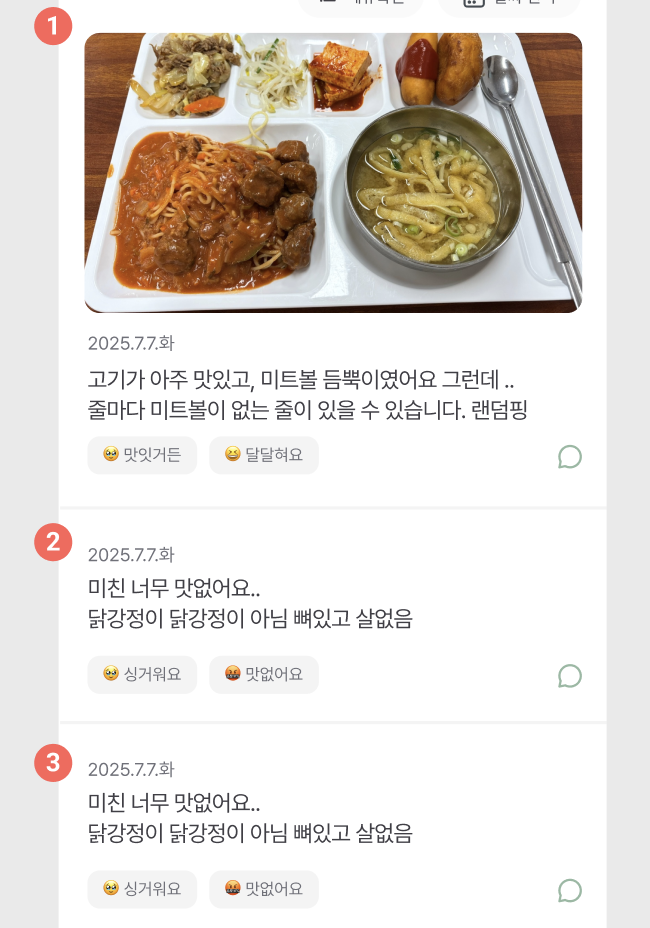 1
2025.7.7.화
고기가 아주 맛있고, 미트볼 듬뿍이였어요 그런데 ..
줄마다 미트볼이 없는 줄이 있을 수 있습니다. 랜덤핑
🥹 맛잇거든
😆 달달혀요
2
2025.7.7.화
미친 너무 맛없어요..
닭강정이 닭강정이 아님 뼈있고 살없음
🥹 싱거워요
🤬 맛없어요
3
2025.7.7.화
미친 너무 맛없어요..
닭강정이 닭강정이 아님 뼈있고 살없음
🥹 싱거워요
🤬 맛없어요